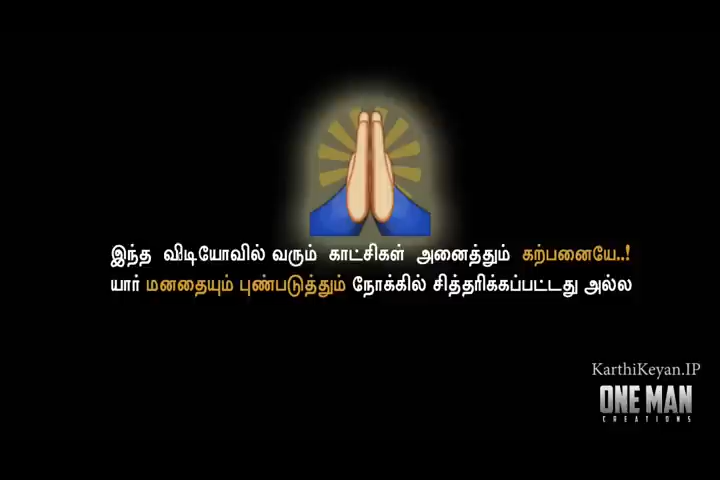 இந்த விடியோவில் வரும் காட்சிகள் அனைத்தும் கற்பனையே..!
யார் மனதையும் புண்படுத்தும் நோக்கில் சித்தரிக்கப்பட்டது அல்ல
KarthiKeyan.IP
ONE MAN
CREATIONS